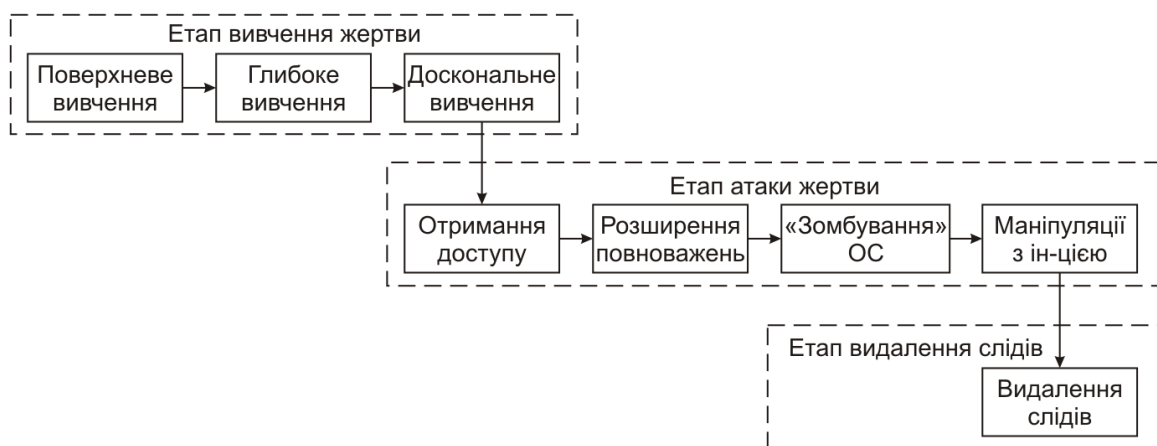 Етап вивчення жертви
Поверхневе
вивчення
Глибоке
вивчення
Доскональне
вивчення
Етап атаки жертви
Отримання
доступу
Розширення
повноважень
«Зомбування»
ОС
Маніпуляції
з ін-цією
Етап видалення слідів
Видалення
слідів